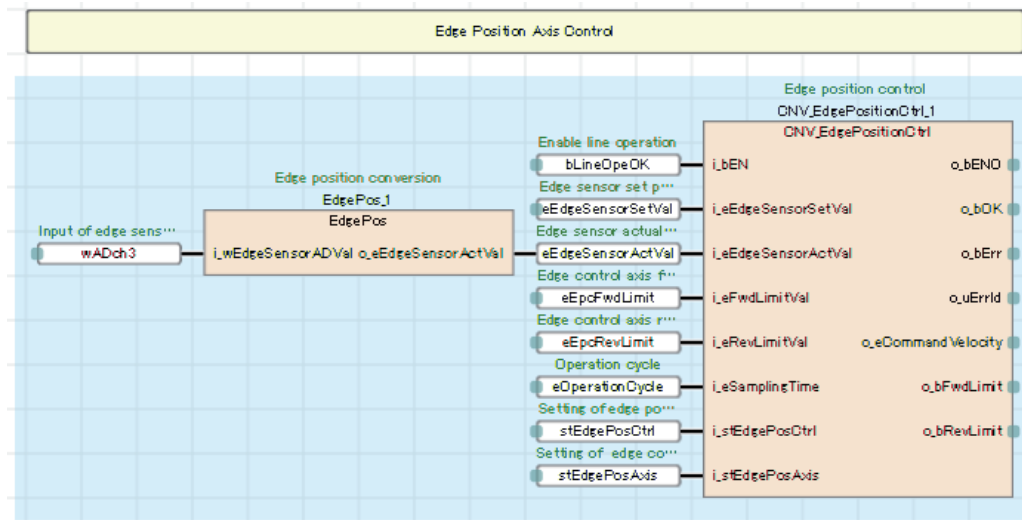 Edge Position Axis Control
Edge position control
CNV_EdgePositionCtrl_1
CNV_EdgePositionCtrl
Enable line operation
bLineOpeOK
i_bEN
o_bENO
Edge position conversion
EdgePos_1
EdgePos
Edge sensor set p…
eEdgeSensorSetVal
i_eEdgeSensorSetVal
o_bOK
Input of edge sens…
wADch3
i_wEdgeSensorADVal
o_eEdgeSensorActVal
Edge sensor actual…
eEdgeSensorActVal
i_eEdgeSensorActVal
o_bErr
Edge control axis f…
eEpcFwdLimit
i_eFwdLimitVal
o_uErrId
Edge control axis r…
eEpcRevLimit
i_eRevLimitVal
o_eCommandVelocity
Operation cycle
eOperationCycle
i_eSamplingTime
o_bFwdLimit
Setting of edge po…
stEdgePosCtrl
i_stEdgePosCtrl
o_bRevLimit
Setting of edge co…
stEdgePosAxis
i_stEdgePosAxis